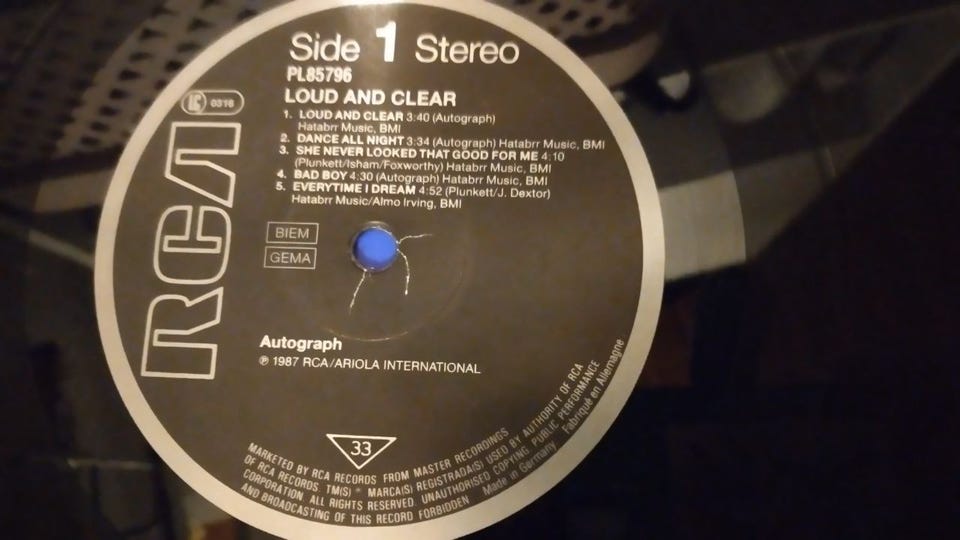 Side 1 Stereo
PL85796
LC 0316
LOUD AND CLEAR
1. LOUD AND CLEAR 3:40 (Autograph)
Hatabrr Music, BMI
2. DANCE ALL NIGHT 3:34 (Autograph) Hatabrr Music, BMI
3. SHE NEVER LOOKED THAT GOOD FOR ME 4:10
(Plunkett/Isham/Foxworthy) Hatabrr Music, BMI
4. BAD BOY 4:30 (Autograph) Hatabrr Music, BMI
5. EVERYTIME I DREAM 4:52 (Plunkett/J. Dextor)
Hatabrr Music/Almo Irving, BMI
RCA
BIEM
GEMA
Autograph
℗ 1987 RCA/ARIOLA INTERNATIONAL
33
MARKETED BY RCA RECORDS FROM MASTER RECORDINGS
OF RCA RECORDS. TM(S) ® MARCA(S) REGISTRADA(S) USED BY AUTHORITY OF RCA
CORPORATION. ALL RIGHTS RESERVED. UNAUTHORISED COPYING PUBLIC PERFORMANCE
AND BROADCASTING OF THIS RECORD FORBIDDEN Made in Germany Fabriqué en Allemagne